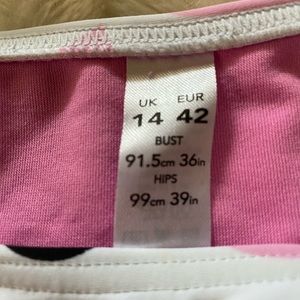 UK EUR
14 42
BUST
91.5cm 36in
HIPS
99cm 39in